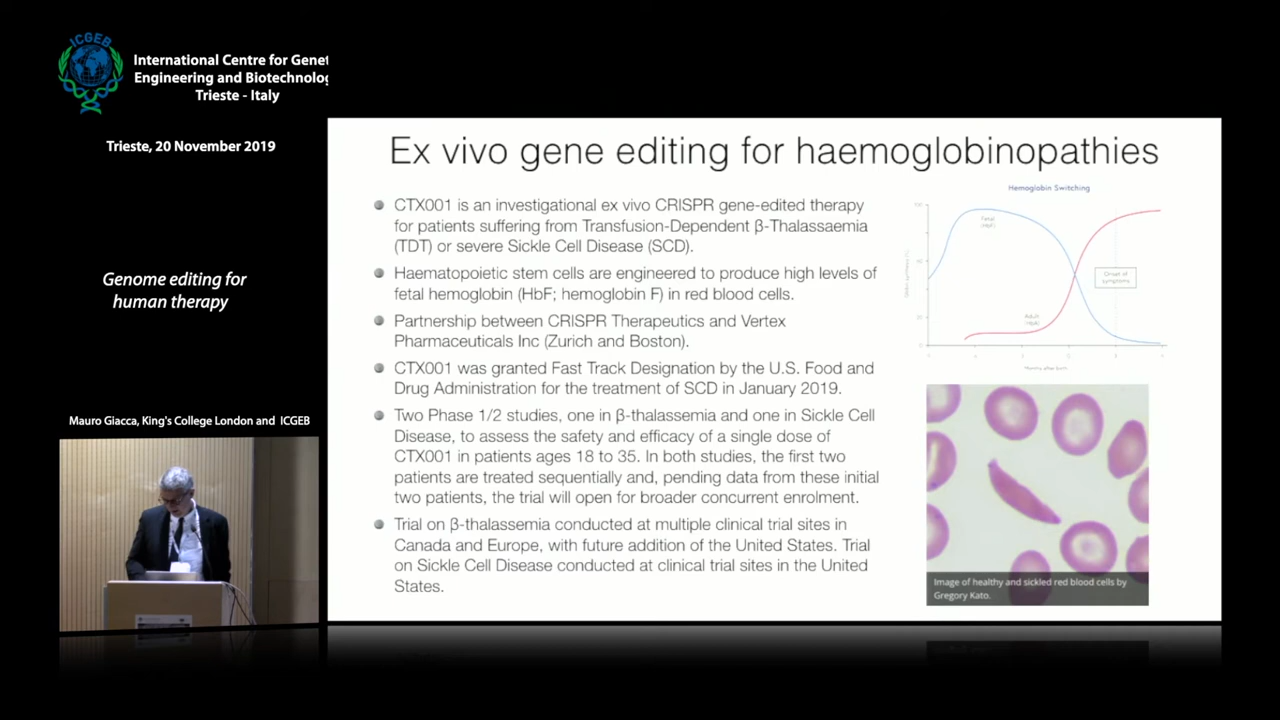 ICGEB
International Centre for Genet
Engineering and Biotechnolog
Trieste - Italy
Trieste, 20 November 2019
Genome editing for
human therapy
Mauro Giacca, King's College London and ICGEB
Ex vivo gene editing for haemoglobinopathies
CTX001 is an investigational ex vivo CRISPR gene-edited therapy
for patients suffering from Transfusion-Dependent β-Thalassaemia
(TDT) or severe Sickle Cell Disease (SCD).
Haematopoietic stem cells are engineered to produce high levels of
fetal hemoglobin (HbF; hemoglobin F) in red blood cells.
Partnership between CRISPR Therapeutics and Vertex
Pharmaceuticals Inc (Zurich and Boston).
CTX001 was granted Fast Track Designation by the U.S. Food and
Drug Administration for the treatment of SCD in January 2019.
Two Phase 1/2 studies, one in β-thalassemia and one in Sickle Cell
Disease, to assess the safety and efficacy of a single dose of
CTX001 in patients ages 18 to 35. In both studies, the first two
patients are treated sequentially and, pending data from these initial
two patients, the trial will open for broader concurrent enrolment.
Trial on β-thalassemia conducted at multiple clinical trial sites in
Canada and Europe, with future addition of the United States. Trial
on Sickle Cell Disease conducted at clinical trial sites in the United
States.
Hemoglobin Switching
100
Fetal
(HbF)
Onset of
symptoms
Adult
(HbA)
Months after birth
Image of healthy and sickled red blood cells by
Gregory Kato.